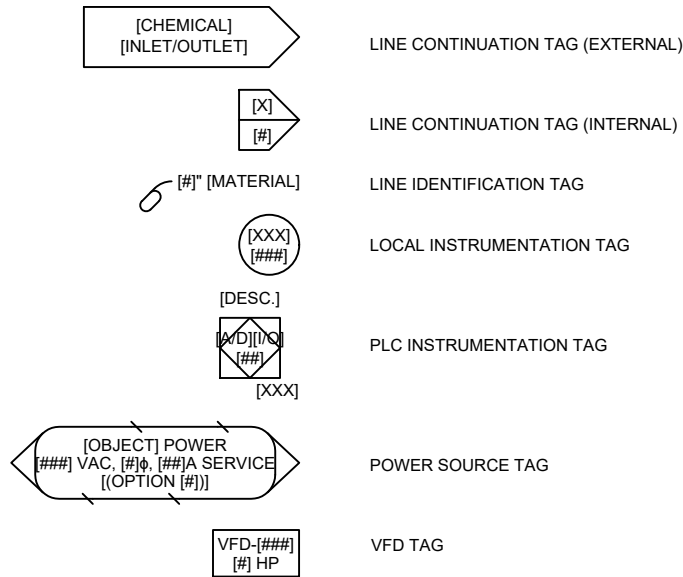 [CHEMICAL]
[INLET/OUTLET]
LINE CONTINUATION TAG (EXTERNAL)
[X]
[#]
LINE CONTINUATION TAG (INTERNAL)
[#]" [MATERIAL]
LINE IDENTIFICATION TAG
[XXX]
[###]
LOCAL INSTRUMENTATION TAG
[DESC.]
[A/D][I/O]
[##]
[XXX]
PLC INSTRUMENTATION TAG
[OBJECT] POWER
[###] VAC, [#]ϕ, [##]A SERVICE
[(OPTION [#])]
POWER SOURCE TAG
VFD-[###]
[#] HP
VFD TAG